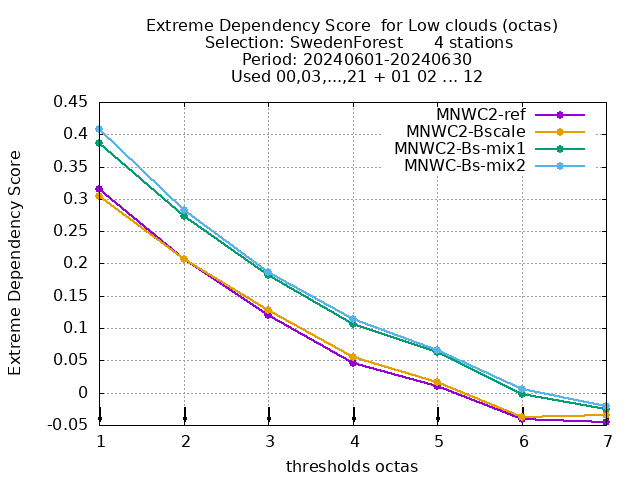 Extreme Dependency Score  for Low clouds (octas)
Selection: SwedenForest      4 stations
Period: 20240601-20240630
Used 00,03,...,21 + 01 02 ... 12
MNWC2-ref
MNWC2-Bscale
MNWC2-Bs-mix1
MNWC-Bs-mix2
Extreme Dependency Score
0.45
0.4
0.35
0.3
0.25
0.2
0.15
0.1
0.05
0
-0.05
1 2 3 4 5 6 7
thresholds octas